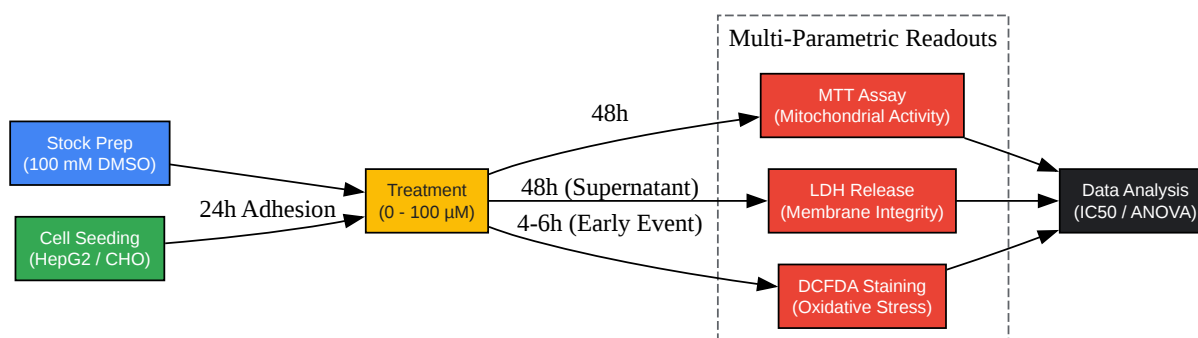 Stock Prep
(100 mM DMSO)
Cell Seeding
(HepG2 / CHO)
24h Adhesion
Treatment
(0 - 100 µM)
48h
48h (Supernatant)
4-6h (Early Event)
Multi-Parametric Readouts
MTT Assay
(Mitochondrial Activity)
LDH Release
(Membrane Integrity)
DCFDA Staining
(Oxidative Stress)
Data Analysis
(IC50 / ANOVA)